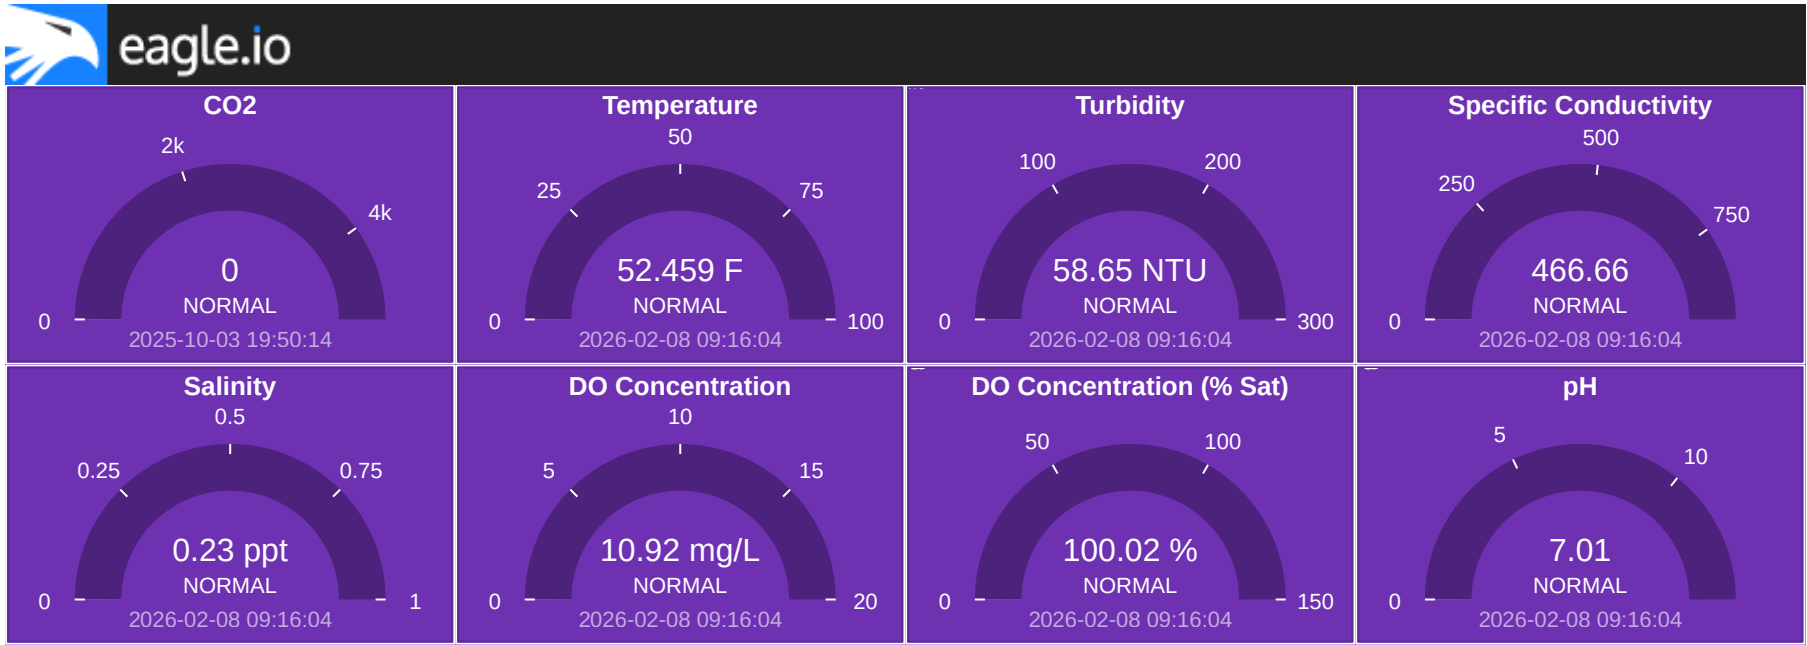 eagle.io
CO2
2k
4k
0
0
NORMAL
2025-10-03 19:50:14
Temperature
50
25
75
52.459 F
NORMAL
0
100
2026-02-08 09:16:04
Turbidity
100
200
58.65 NTU
NORMAL
0
300
2026-02-08 09:16:04
Specific Conductivity
500
250
750
466.66
NORMAL
0
2026-02-08 09:16:04
Salinity
0.5
0.25
0.75
0.23 ppt
NORMAL
0
1
2026-02-08 09:16:04
DO Concentration
10
5
15
10.92 mg/L
NORMAL
0
20
2026-02-08 09:16:04
DO Concentration (% Sat)
50
100
100.02 %
NORMAL
0
150
2026-02-08 09:16:04
pH
5
10
7.01
NORMAL
0
2026-02-08 09:16:04